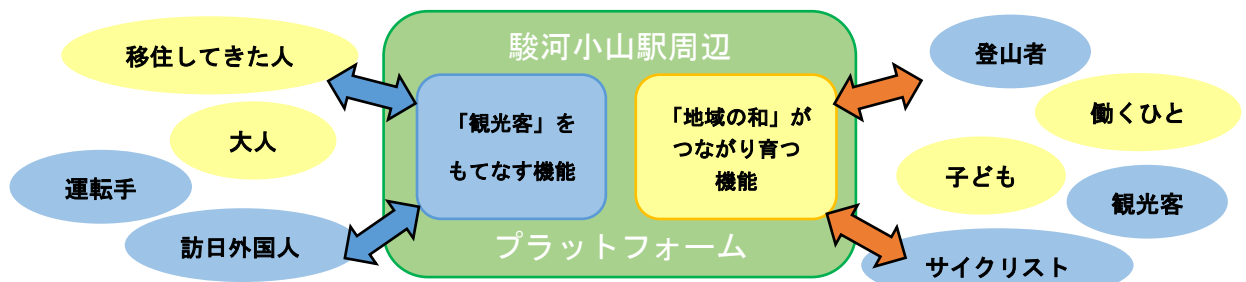 駿河小山駅周辺
移住してきた人
大人
運転手
訪日外国人
「観光客」を
もてなす機能
「地域の和」が
つながり育つ
機能
プラットフォーム
登山者
働くひと
子ども
観光客
サイクリスト